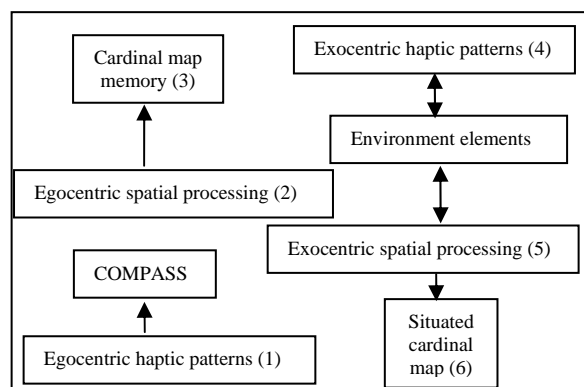 Cardinal map
memory (3)
Egocentric spatial processing (2)
COMPASS
Egocentric haptic patterns (1)
Exocentric haptic patterns (4)
Environment elements
Exocentric spatial processing (5)
Situated
cardinal
map (6)